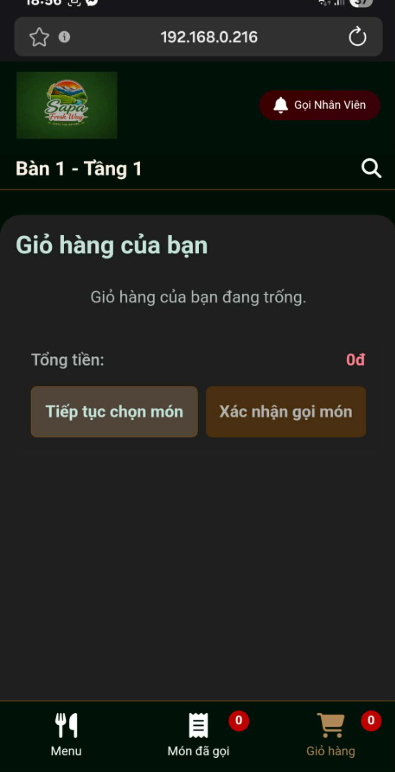 18:56
37
192.168.0.216
Sapa
Fresh Way
Gọi Nhân Viên
Bàn 1 - Tầng 1
Giỏ hàng của bạn
Giỏ hàng của bạn đang trống.
Tổng tiền: 0đ
Tiếp tục chọn món Xác nhận gọi món
0 0
Menu Món đã gọi Giỏ hàng